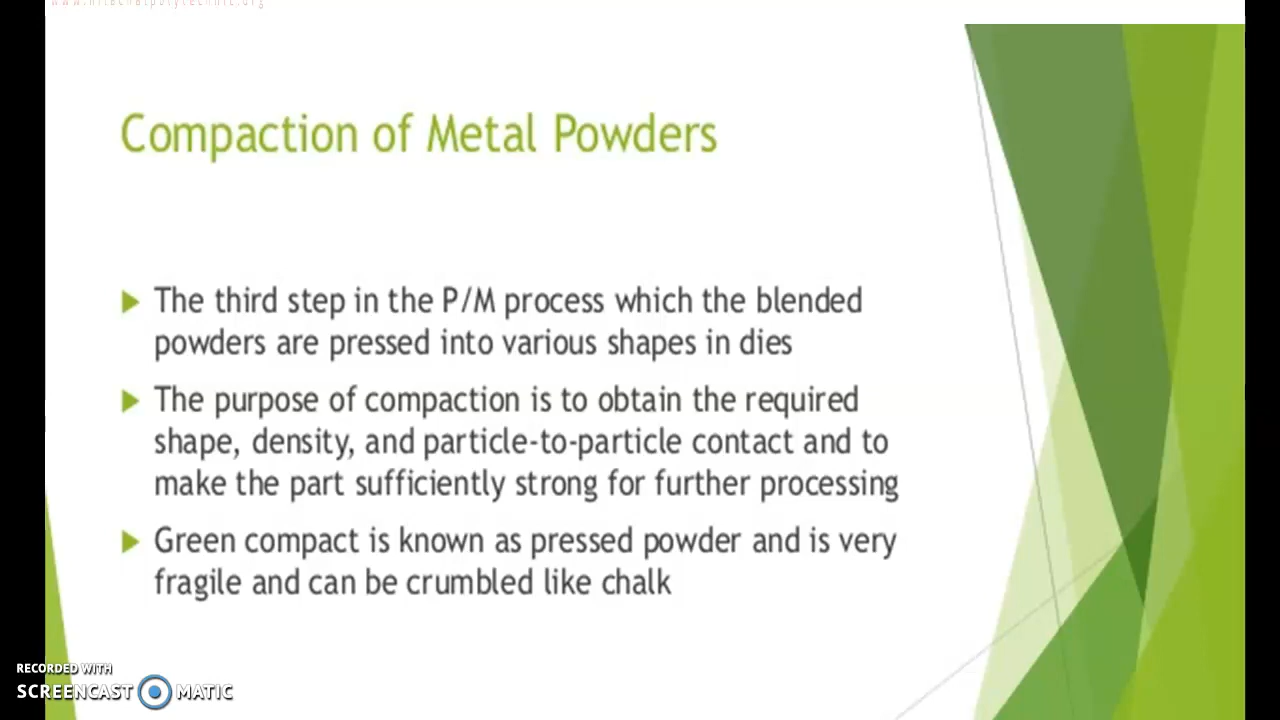 Compaction of Metal Powders
The third step in the P/M process which the blended
powders are pressed into various shapes in dies
The purpose of compaction is to obtain the required
shape, density, and particle-to-particle contact and to
make the part sufficiently strong for further processing
Green compact is known as pressed powder and is very
fragile and can be crumbled like chalk
RECORDED WITH
SCREENCAST MATIC